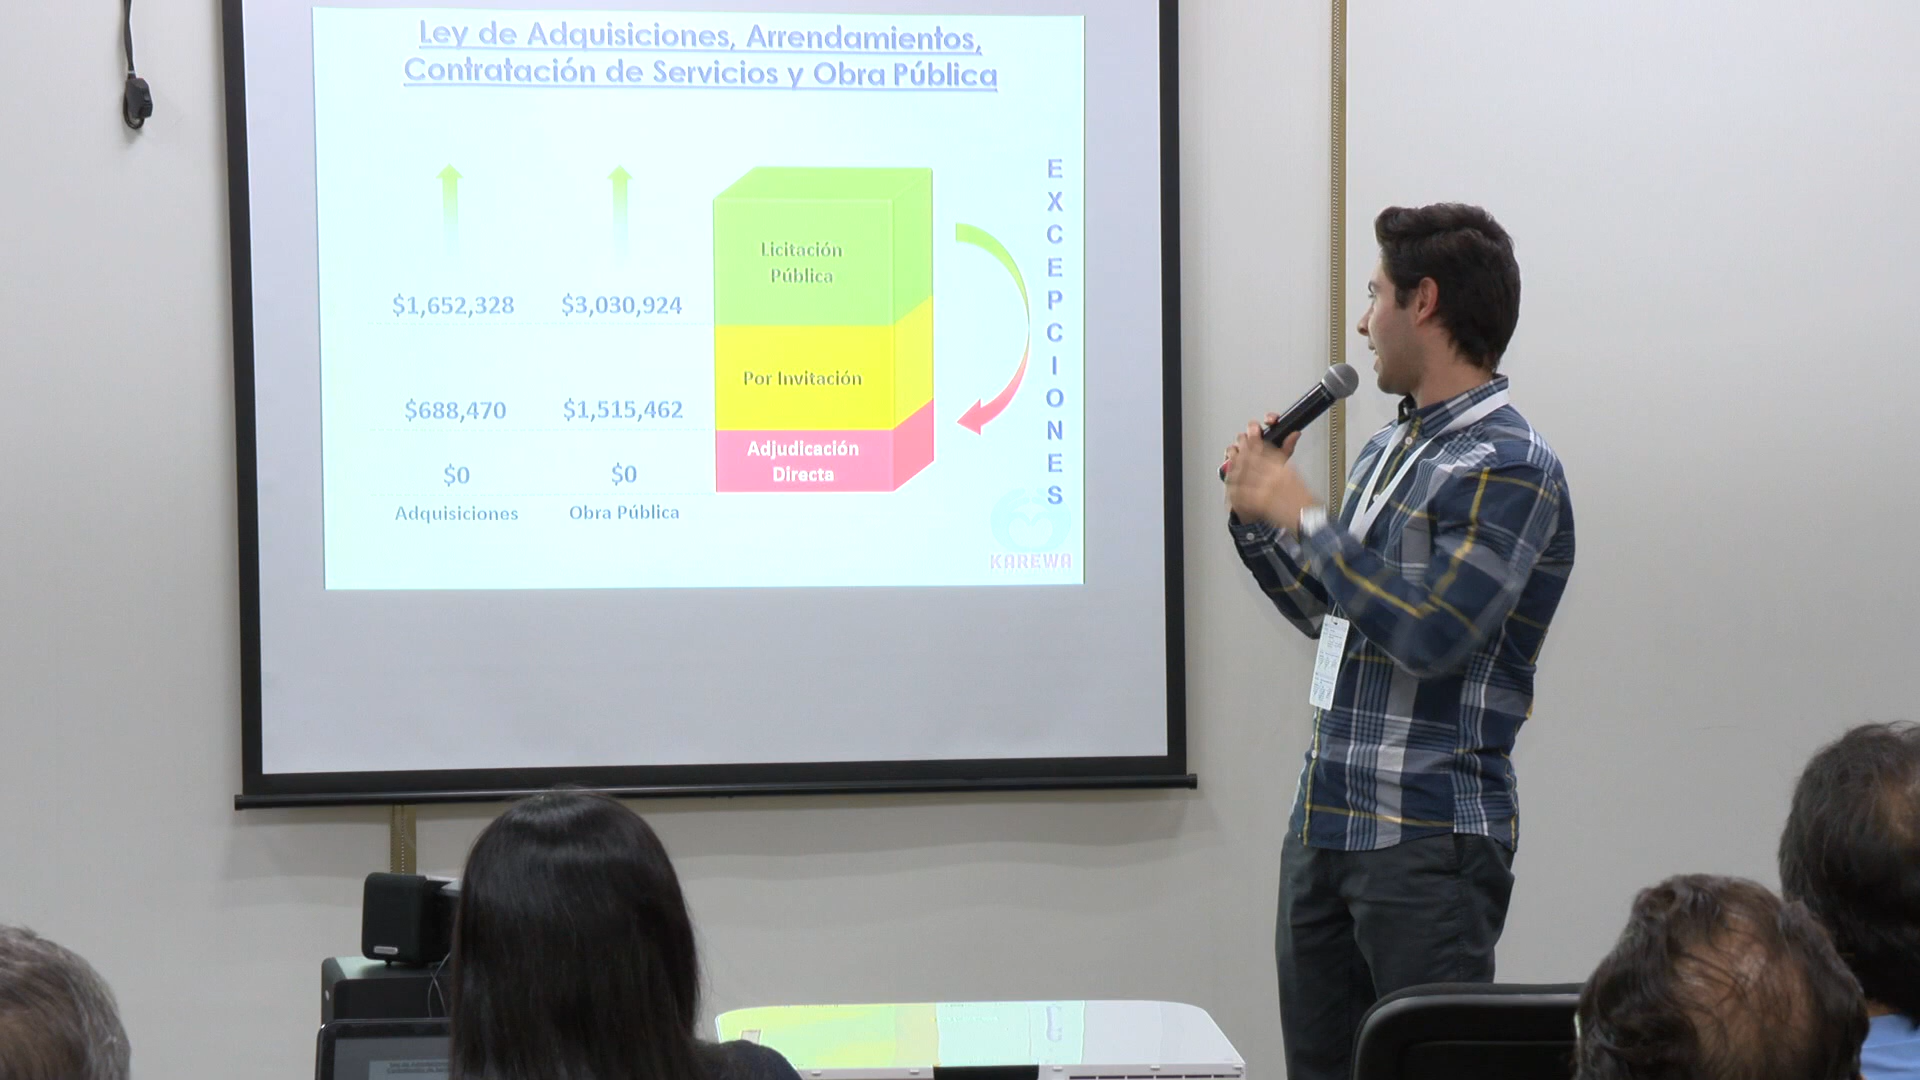 Ley de Adquisiciones, Arrendamientos,
Contratación de Servicios y Obra Pública
$1,652,328 $3,030,924
$688,470 $1,515,462
$0 $0
Adquisiciones Obra Pública
Licitación
Pública
Por Invitación
Adjudicación
Directa
EXCEPCIONES
KAREWA